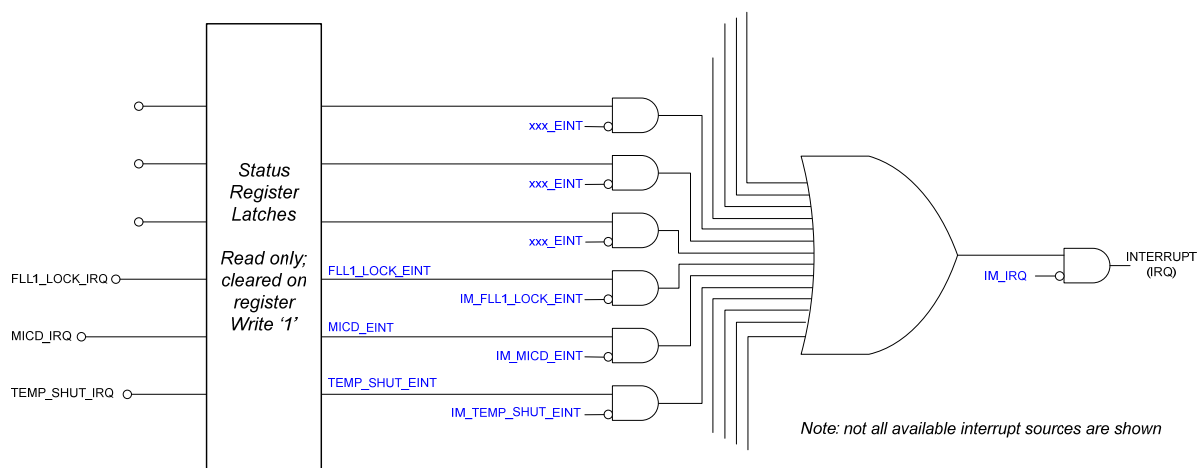 xxx_EINT
xxx_EINT
xxx_EINT
Status
Register
Latches
Read only;
cleared on
register
Write ‘1’
FLL1_LOCK_IRQ
FLL1_LOCK_EINT
IM_FLL1_LOCK_EINT
MICD_IRQ
MICD_EINT
IM_MICD_EINT
TEMP_SHUT_IRQ
TEMP_SHUT_EINT
IM_TEMP_SHUT_EINT
IM_IRQ
INTERRUPT
(IRQ)
Note: not all available interrupt sources are shown